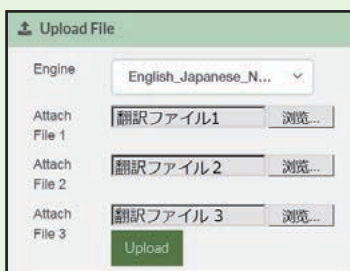 Upload File
Engine English_Japanese_N...
Attach File 1 翻訳ファイル1 浏览...
Attach File 2 翻訳ファイル 2 浏览...
Attach File 3 翻訳ファイル 3 浏览...
Upload